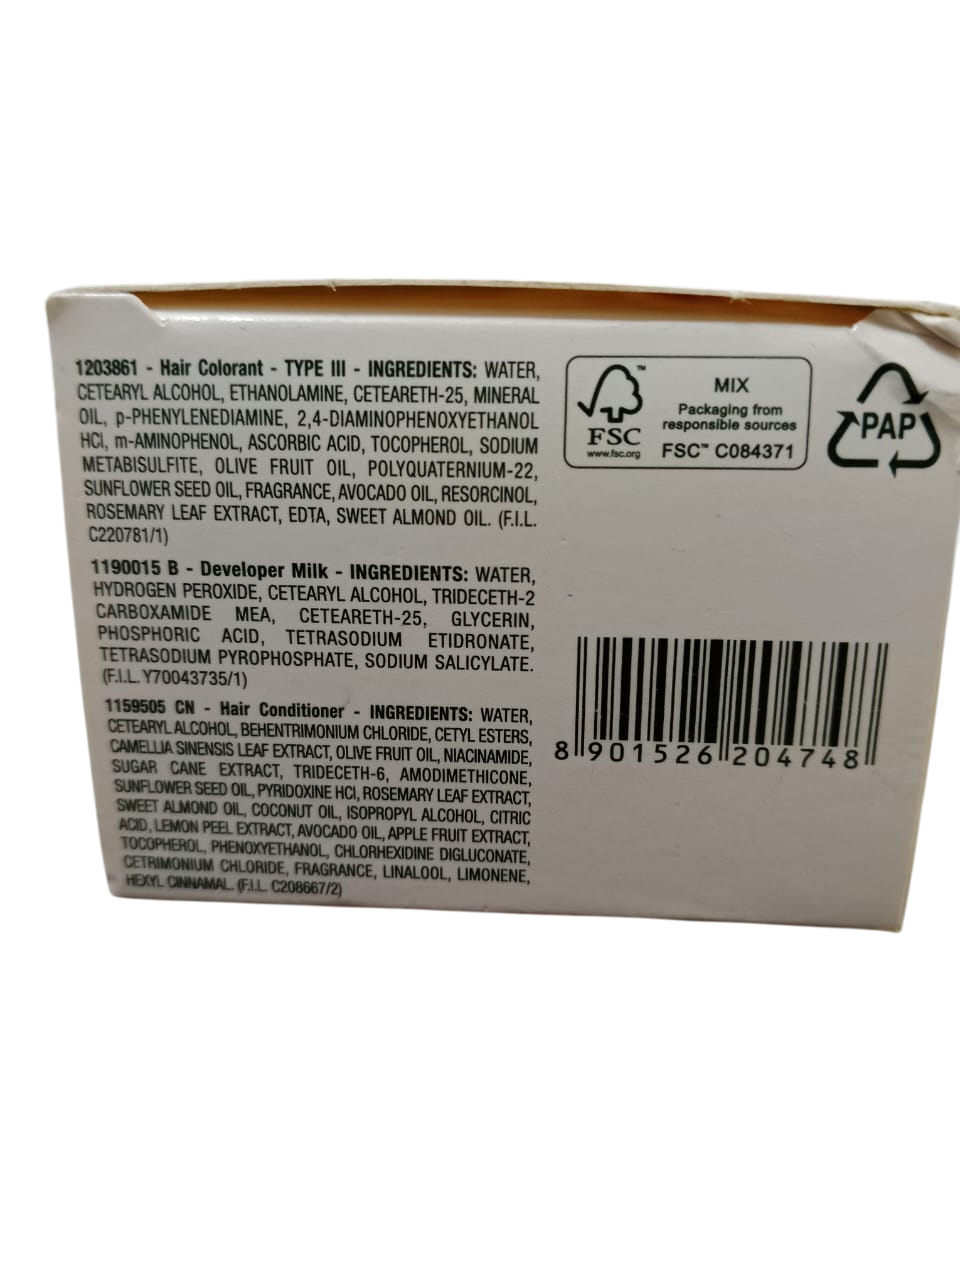 1203861 - Hair Colorant - TYPE III - INGREDIENTS: WATER,
CETEARYL ALCOHOL, ETHANOLAMINE, CETEARETH-25, MINERAL
OIL, p-PHENYLENEDIAMINE, 2,4-DIAMINOPHENOXYETHANOL
HCl, m-AMINOPHENOL, ASCORBIC ACID, TOCOPHEROL, SODIUM
METABISULFITE, OLIVE FRUIT OIL, POLYQUATERNIUM-22,
SUNFLOWER SEED OIL, FRAGRANCE, AVOCADO OIL, RESORCINOL,
ROSEMARY LEAF EXTRACT, EDTA, SWEET ALMOND OIL. (F.I.L.
C220781/1)
1190015 B - Developer Milk - INGREDIENTS: WATER,
HYDROGEN PEROXIDE, CETEARYL ALCOHOL, TRIDECETH-2
CARBOXAMIDE MEA, CETEARETH-25, GLYCERIN,
PHOSPHORIC ACID, TETRASODIUM ETIDRONATE,
TETRASODIUM PYROPHOSPHATE, SODIUM SALICYLATE.
(F.I.L. Y70043735/1)
1159505 CN - Hair Conditioner - INGREDIENTS: WATER,
CETEARYL ALCOHOL, BEHENTRIMONIUM CHLORIDE, CETYL ESTERS,
CAMELLIA SINENSIS LEAF EXTRACT, OLIVE FRUIT OIL, NIACINAMIDE,
SUGAR CANE EXTRACT, TRIDECETH-6, AMODIMETHICONE,
SUNFLOWER SEED OIL, PYRIDOXINE HCl, ROSEMARY LEAF EXTRACT,
SWEET ALMOND OIL, COCONUT OIL, ISOPROPYL ALCOHOL, CITRIC
ACID, LEMON PEEL EXTRACT, AVOCADO OIL, APPLE FRUIT EXTRACT,
TOCOPHEROL, PHENOXYETHANOL, CHLORHEXIDINE DIGLUCONATE,
CETRIMONIUM CHLORIDE, FRAGRANCE, LINALOOL, LIMONENE,
HEXYL CINNAMAL. (F.I.L. C208667/2)
FSC
www.fsc.org
MIX
Packaging from
responsible sources
FSC™ C084371
PAP
8 901526 204748